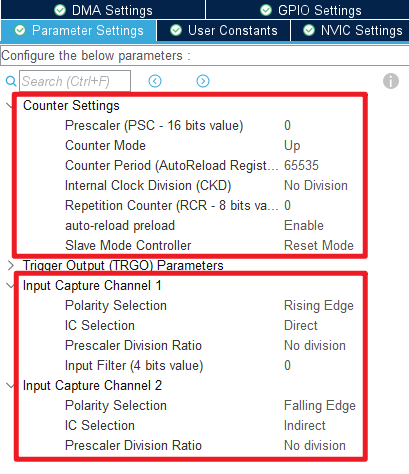 DMA Settings
GPIO Settings
Parameter Settings
User Constants
NVIC Settings
Configure the below parameters :
Search (Ctrl+F)
Counter Settings
Prescaler (PSC - 16 bits value) 0
Counter Mode Up
Counter Period (AutoReload Regist... 65535
Internal Clock Division (CKD) No Division
Repetition Counter (RCR - 8 bits va... 0
auto-reload preload Enable
Slave Mode Controller Reset Mode
Trigger Output (TRGO) Parameters
Input Capture Channel 1
Polarity Selection Rising Edge
IC Selection Direct
Prescaler Division Ratio No division
Input Filter (4 bits value) 0
Input Capture Channel 2
Polarity Selection Falling Edge
IC Selection Indirect
Prescaler Division Ratio No division